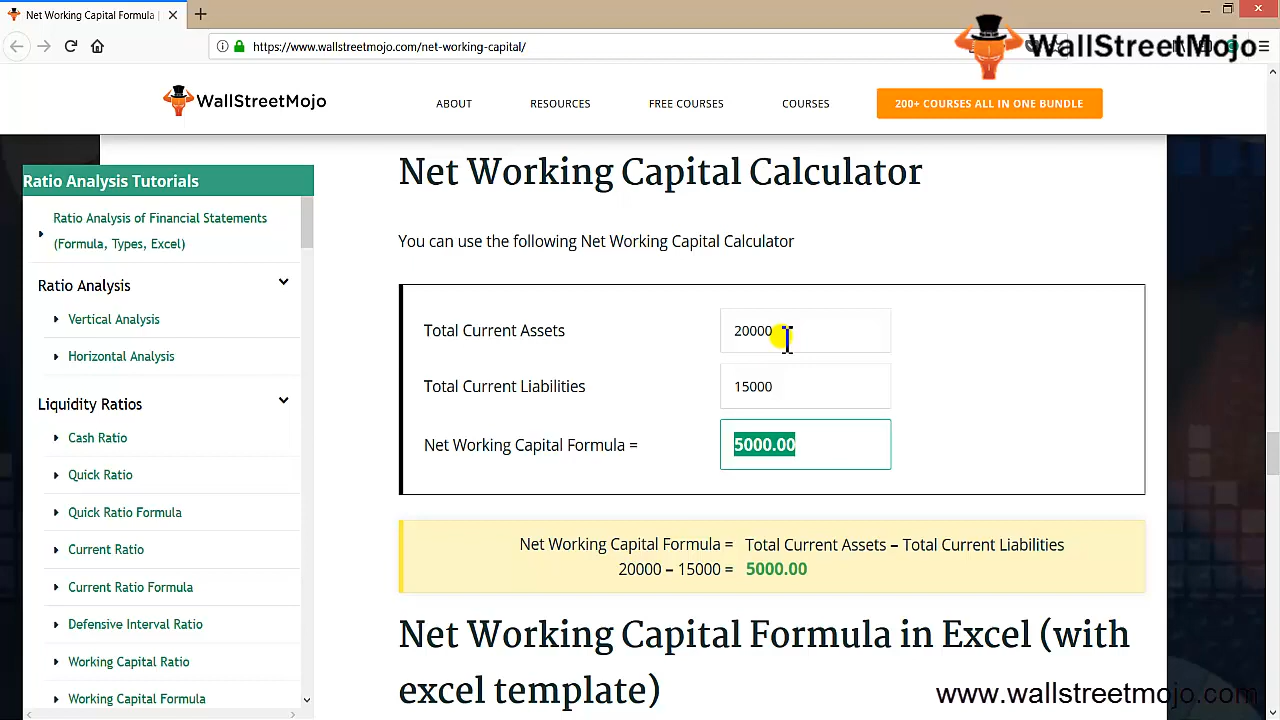 Net Working Capital Formula |
https://www.wallstreetmojo.com/net-working-capital/
WallStreetMojo
WallStreetMojo
ABOUT
RESOURCES
FREE COURSES
COURSES
200+ COURSES ALL IN ONE BUNDLE
Ratio Analysis Tutorials
Ratio Analysis of Financial Statements
(Formula, Types, Excel)
Ratio Analysis
Vertical Analysis
Horizontal Analysis
Liquidity Ratios
Cash Ratio
Quick Ratio
Quick Ratio Formula
Current Ratio
Current Ratio Formula
Defensive Interval Ratio
Working Capital Ratio
Working Capital Formula
Net Working Capital Calculator
You can use the following Net Working Capital Calculator
Total Current Assets 20000
Total Current Liabilities 15000
Net Working Capital Formula = 5000.00
Net Working Capital Formula = Total Current Assets – Total Current Liabilities
20000 – 15000 = 5000.00
Net Working Capital Formula in Excel (with
excel template)
www.wallstreetmojo.com